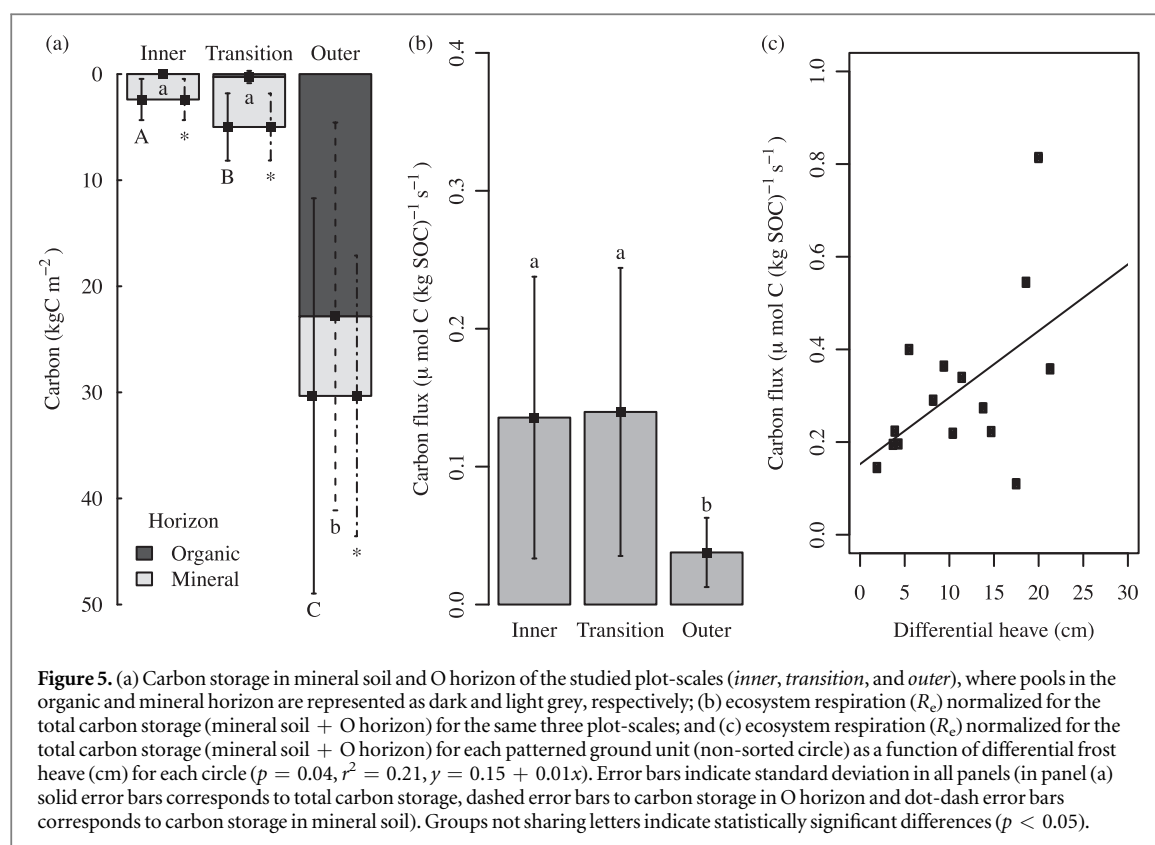 (a)
Inner Transition Outer
0
10
20
30
40
50
Carbon (kgC m⁻²)
a
A
*
a
B
*
b
*
C
Horizon
Organic
Mineral
(b)
0.4
0.3
0.2
0.1
0.0
Carbon flux (μ mol C (kg SOC)⁻¹ s⁻¹)
a
a
b
Inner Transition Outer
(c)
1.0
0.8
0.6
0.4
0.2
0.0
Carbon flux (μ mol C (kg SOC)⁻¹ s⁻¹)
0 5 10 15 20 25 30
Differential heave (cm)
Figure 5. (a) Carbon storage in mineral soil and O horizon of the studied plot-scales (inner, transition, and outer), where pools in the
organic and mineral horizon are represented as dark and light grey, respectively; (b) ecosystem respiration (Rₑ) normalized for the
total carbon storage (mineral soil + O horizon) for the same three plot-scales; and (c) ecosystem respiration (Rₑ) normalized for the
total carbon storage (mineral soil + O horizon) for each patterned ground unit (non-sorted circle) as a function of differential frost
heave (cm) for each circle (p = 0.04, r² = 0.21, y = 0.15 + 0.01x). Error bars indicate standard deviation in all panels (in panel (a)
solid error bars corresponds to total carbon storage, dashed error bars to carbon storage in O horizon and dot-dash error bars
corresponds to carbon storage in mineral soil). Groups not sharing letters indicate statistically significant differences (p < 0.05).